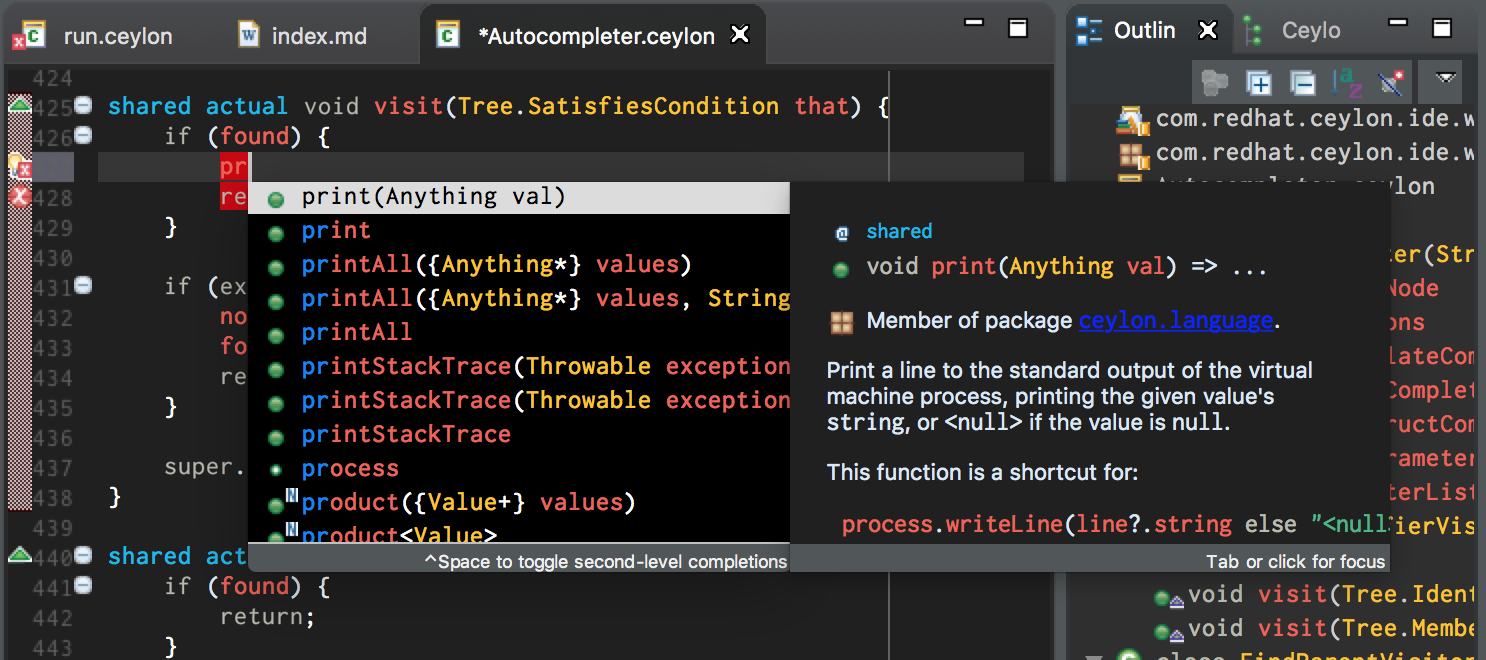 run.ceylon index.md *Autocompleter.ceylon Outlin Ceylo
424
425 shared actual void visit(Tree.SatisfiesCondition that) {
426 if (found) {
pr
428 re
429 }
430
431 if (ex
432 no
433 fo
434 re
435 }
436
437 super.
438 }
439
440 shared act
441 if (found) {
442 return;
443 }
print(Anything val)
print
printAll({Anything*} values)
printAll({Anything*} values, String
printAll
printStackTrace(Throwable exception
printStackTrace(Throwable exception
printStackTrace
process
product({Value+} values)
product<Value>
^Space to toggle second-level completions
shared
void print(Anything val) => ...
Member of package ceylon.language.
Print a line to the standard output of the virtual
machine process, printing the given value's
string, or <null> if the value is null.
This function is a shortcut for:
process.writeLine(line?.string else "<null
Tab or click for focus
com.redhat.ceylon.ide.w
com.redhat.ceylon.ide.w
Autocompleter.ceylon
er(Str
Node
ons
lateCom
Complet
ructCom
rameter
terList
fierVis
void visit(Tree.Ident
void visit(Tree.Membe
class FindParentVisitor